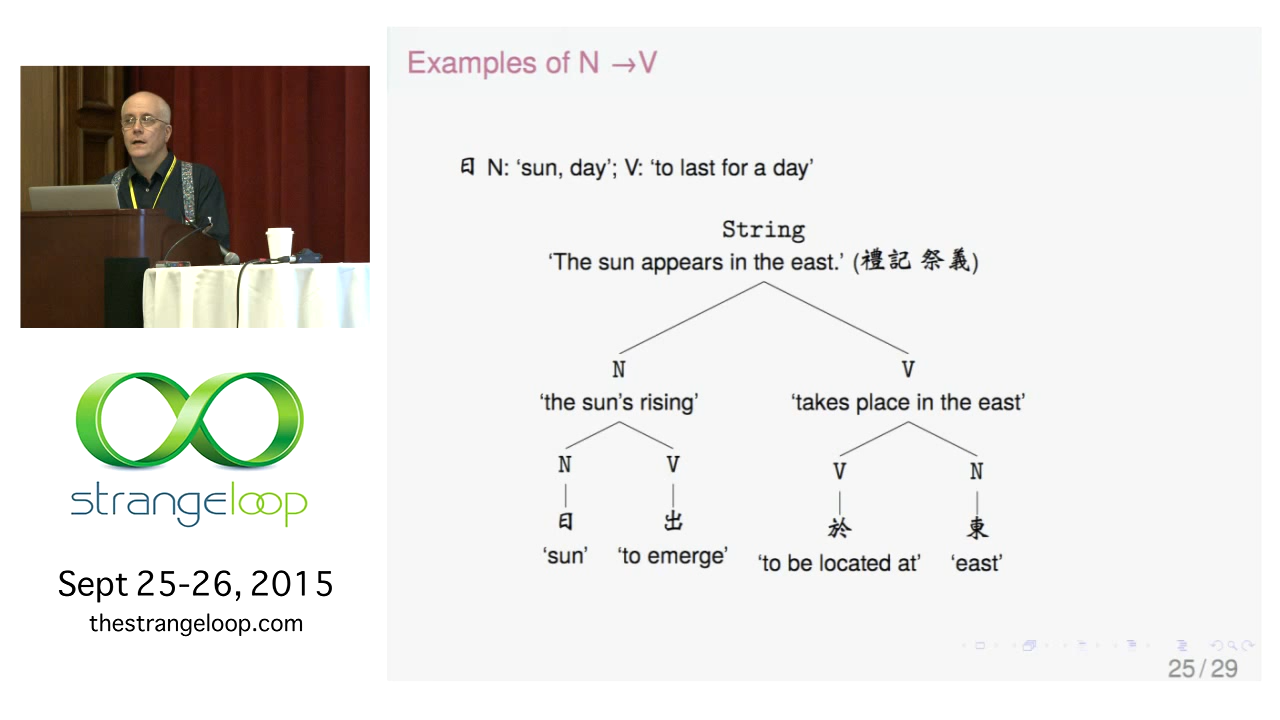 Examples of N →V
日 N: ‘sun, day’; V: ‘to last for a day’
String
‘The sun appears in the east.’ (禮記 祭義)
N V
‘the sun's rising’ ‘takes place in the east’
N V V N
日 出 於 東
‘sun’ ‘to emerge’ ‘to be located at’ ‘east’
25 / 29
strangeloop
Sept 25-26, 2015
thestrangeloop.com